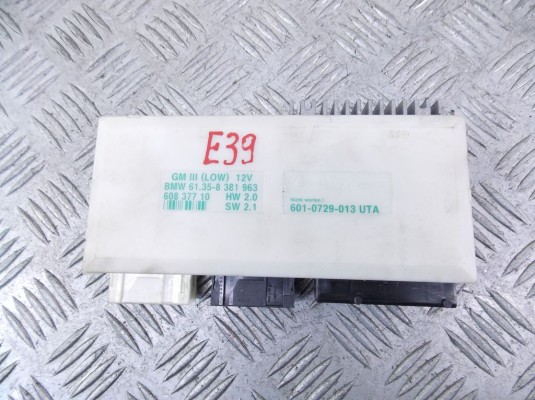 E39
GM III (LOW) 12V
BMW 61.35-8 381 963
608 377 10 HW 2.0
SW 2.1
601-0729-013 UTA